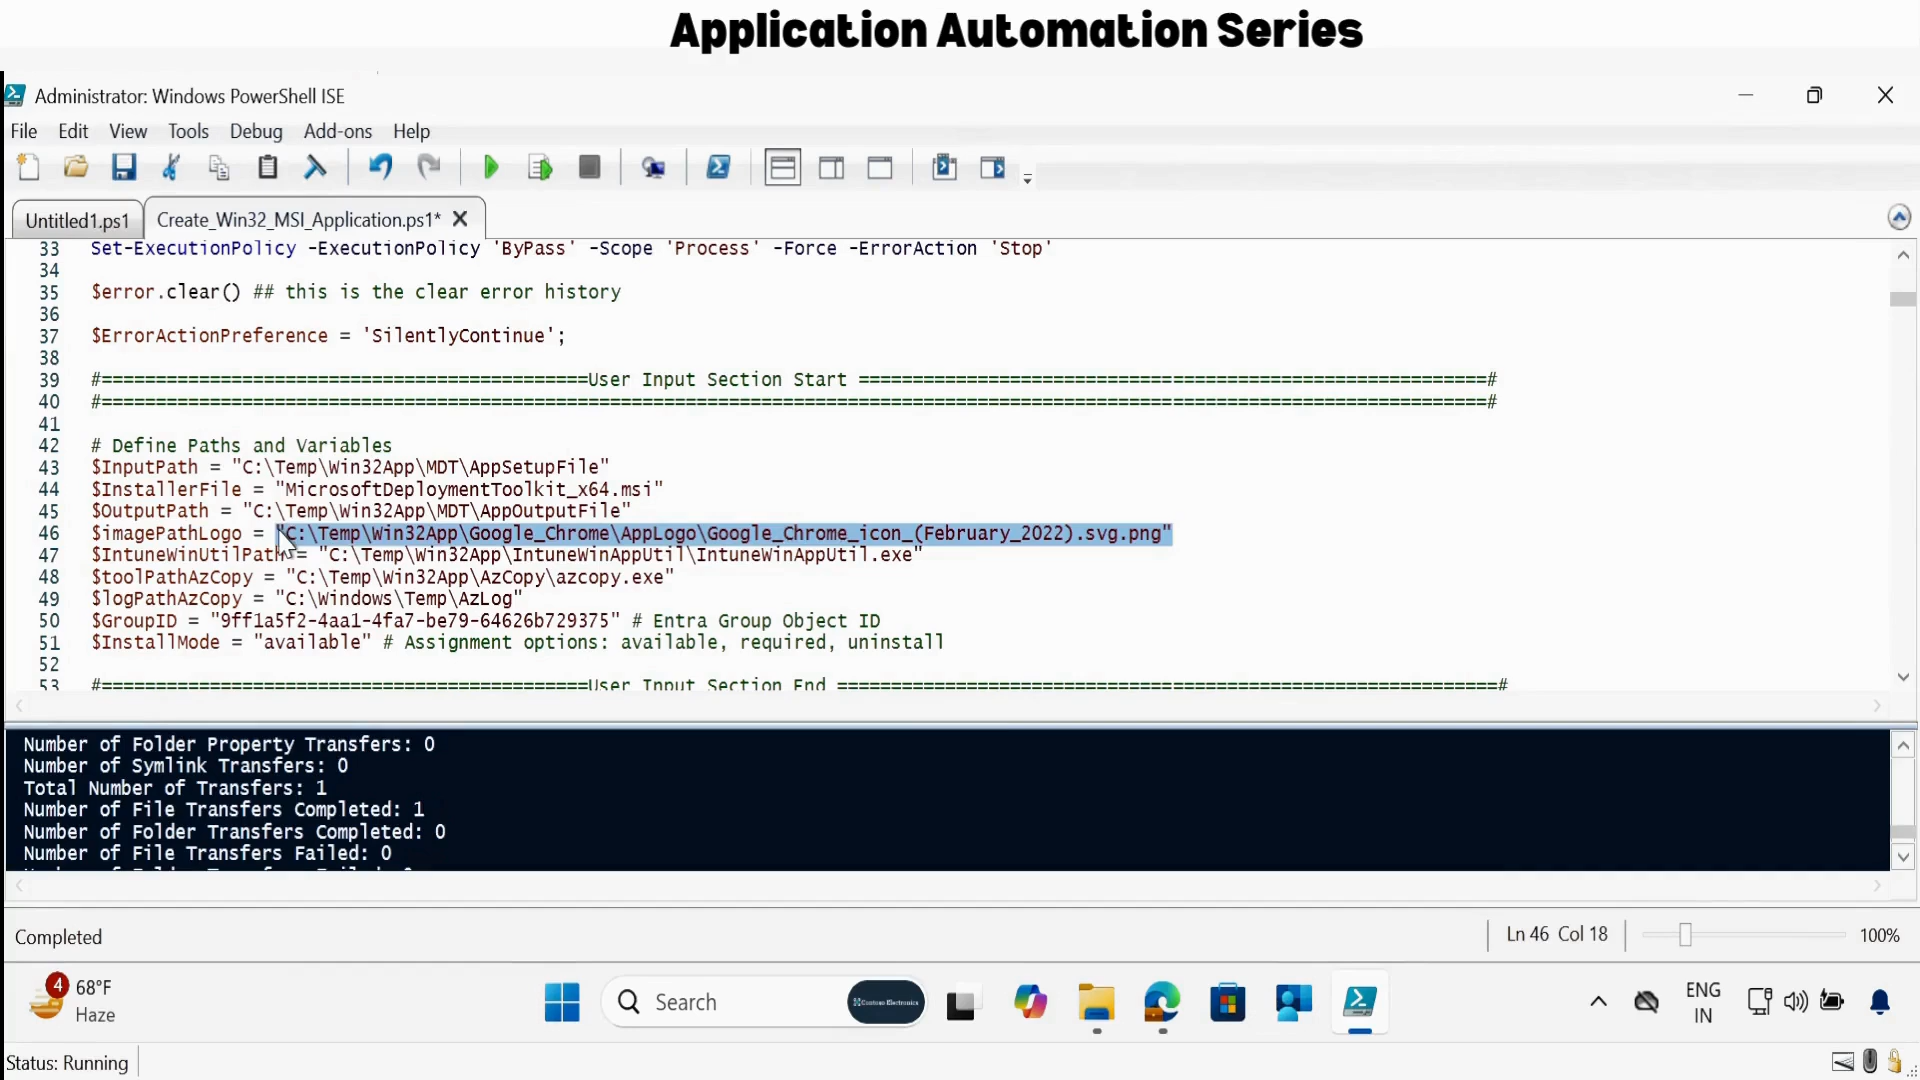 Application Automation Series
Administrator: Windows PowerShell ISE
File Edit View Tools Debug Add-ons Help
Untitled1.ps1 Create_Win32_MSI_Application.ps1*
33 Set-ExecutionPolicy -ExecutionPolicy 'ByPass' -Scope 'Process' -Force -ErrorAction 'Stop'
34
35 $error.clear() ## this is the clear error history
36
37 $ErrorActionPreference = 'SilentlyContinue';
38
39 #=============================================User Input Section Start ==========================================================#
40 #================================================================================================================================#
41
42 # Define Paths and Variables
43 $InputPath = "C:\Temp\Win32App\MDT\AppSetupFile"
44 $InstallerFile = "MicrosoftDeploymentToolkit_x64.msi"
45 $OutputPath = "C:\Temp\Win32App\MDT\AppOutputFile"
46 $imagePathLogo = "C:\Temp\Win32App\Google_Chrome\AppLogo\Google_Chrome_icon_(February_2022).svg.png"
47 $IntuneWinUtilPath = "C:\Temp\Win32App\IntuneWinAppUtil\IntuneWinAppUtil.exe"
48 $toolPathAzCopy = "C:\Temp\Win32App\AzCopy\azcopy.exe"
49 $logPathAzCopy = "C:\Windows\Temp\AzLog"
50 $GroupID = "9ff1a5f2-4aa1-4fa7-be79-64626b729375" # Entra Group Object ID
51 $InstallMode = "available" # Assignment options: available, required, uninstall
52
53 #=============================================User Input Section End =============================================================#
Number of Folder Property Transfers: 0
Number of Symlink Transfers: 0
Total Number of Transfers: 1
Number of File Transfers Completed: 1
Number of Folder Transfers Completed: 0
Number of File Transfers Failed: 0
Completed Ln 46 Col 18 100%
4 68°F
Haze
Search
Contoso Electronics
ENG
IN
Status: Running